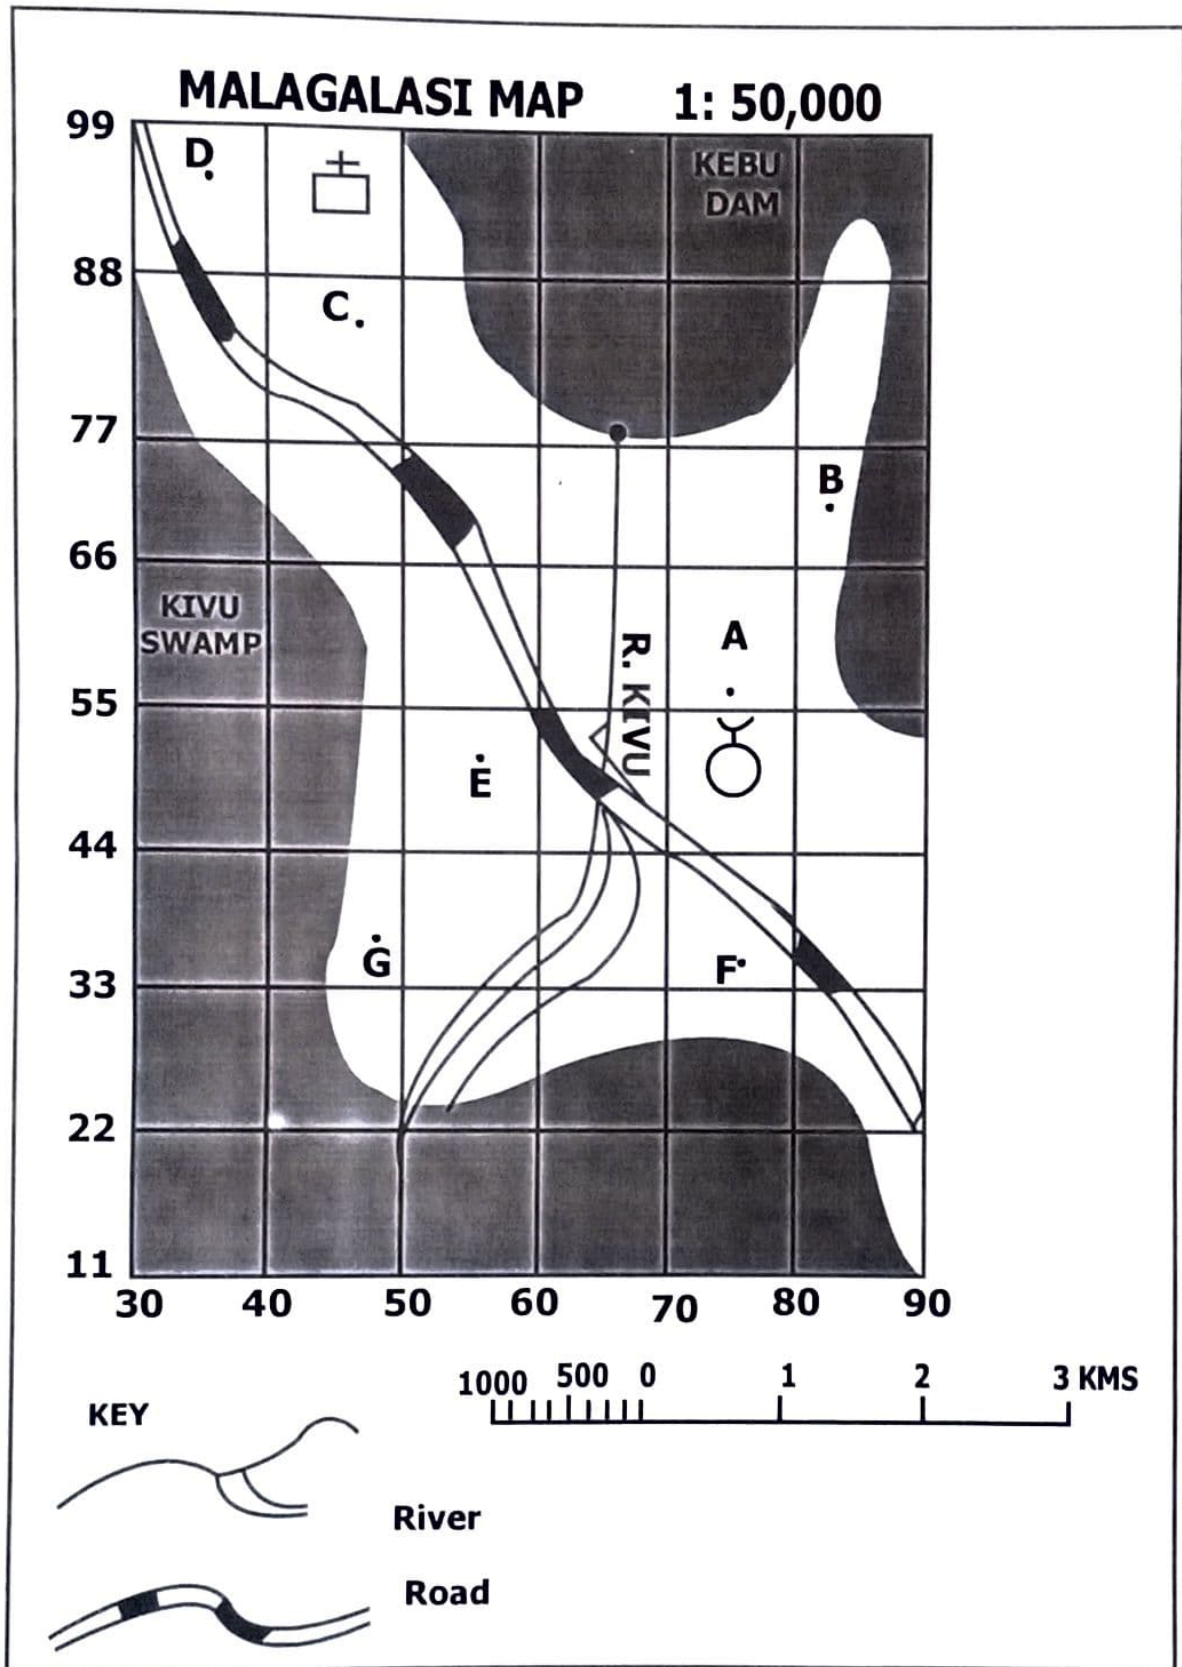 MALAGALASI MAP 1: 50,000
99
D
KEBU
DAM
88
C
77
B
66
KIVU
SWAMP
A
R. KIVU
55
E
44
G
F
33
22
11
30 40 50 60 70 80 90
1000 500 0 1 2 3 KMS
KEY
River
Road